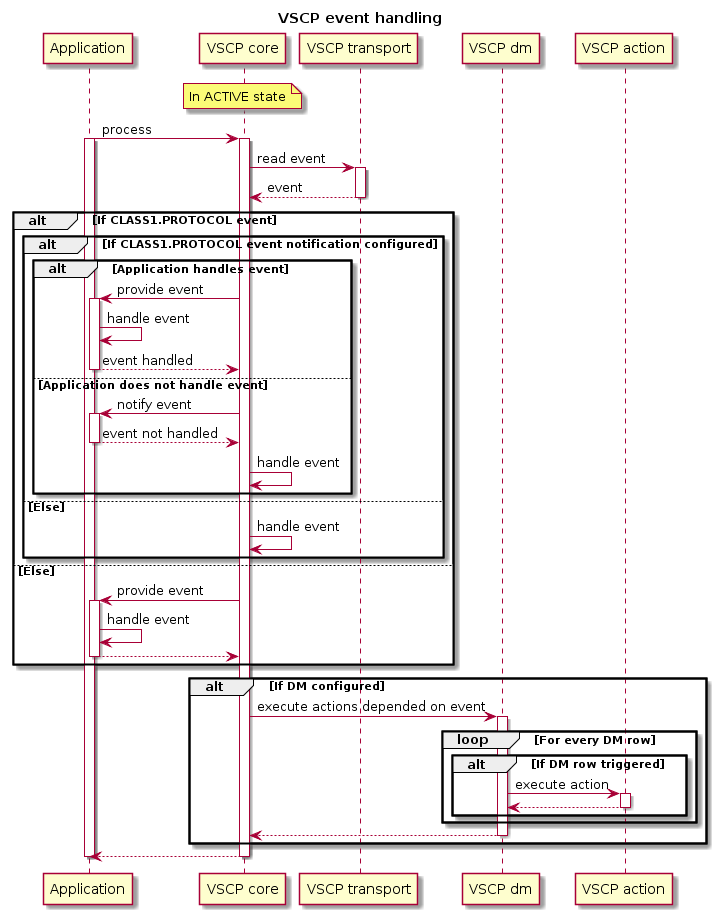 VSCP event handling
Application
VSCP core
VSCP transport
VSCP dm
VSCP action
In ACTIVE state
process
read event
event
alt [If CLASS1.PROTOCOL event]
alt [If CLASS1.PROTOCOL event notification configured]
alt [Application handles event]
provide event
handle event
event handled
[Application does not handle event]
notify event
event not handled
handle event
[Else]
handle event
[Else]
provide event
handle event
alt [If DM configured]
execute actions depended on event
loop [For every DM row]
alt [If DM row triggered]
execute action
Application
VSCP core
VSCP transport
VSCP dm
VSCP action